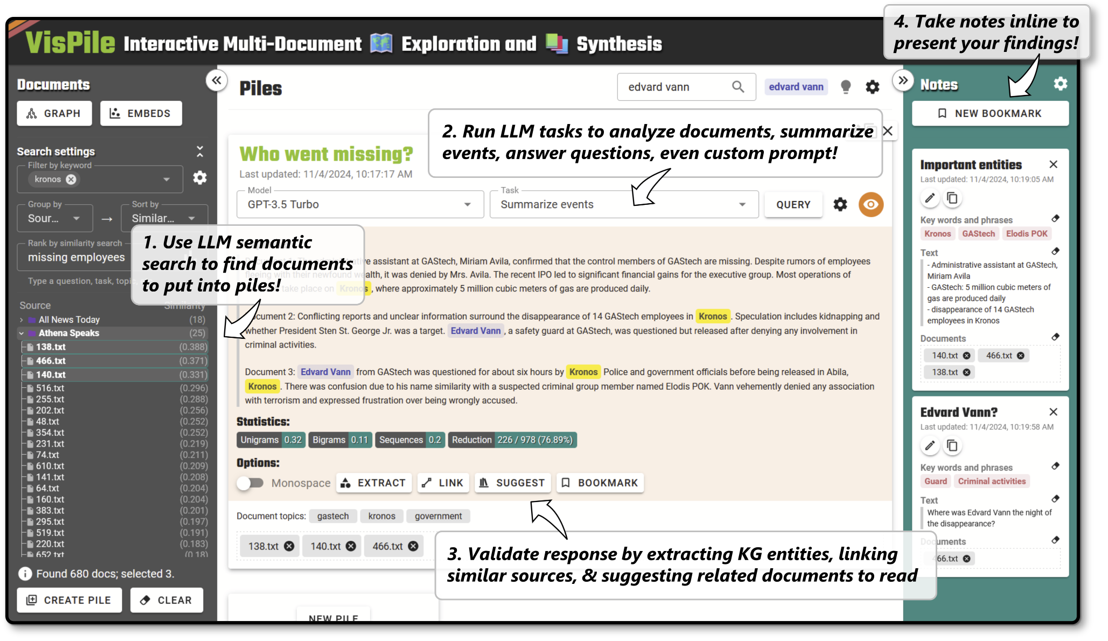 VisPile Interactive Multi-Document Exploration and Synthesis
4. Take notes inline to
present your findings!
Documents
GRAPH
EMBEDS
Search settings
Filter by keyword
kronos
Group by
Sour...
Sort by
Similar...
Rank by similarity search
missing employees
Type a question, task, topi
1. Use LLM semantic
search to find documents
to put into piles!
Source
Similarity
All News Today (18)
Athena Speaks (25)
138.txt (0.388)
466.txt (0.371)
140.txt (0.331)
516.txt (0.296)
255.txt (0.288)
202.txt (0.256)
48.txt (0.252)
354.txt (0.252)
231.txt (0.219)
74.txt (0.211)
610.txt (0.209)
141.txt (0.208)
64.txt (0.204)
160.txt (0.204)
383.txt (0.201)
295.txt (0.197)
519.txt (0.191)
220.txt (0.183)
652.txt (0.18)
Found 680 docs; selected 3.
CREATE PILE
CLEAR
Piles
edvard vann
edvard vann
2. Run LLM tasks to analyze documents, summarize
events, answer questions, even custom prompt!
Who went missing?
Last updated: 11/4/2024, 10:17:17 AM
Model
GPT-3.5 Turbo
Task
Summarize events
QUERY
assistant at GAStech, Miriam Avila, confirmed that the control members of GAStech are missing. Despite rumors of employees
wealth, it was denied by Mrs. Avila. The recent IPO led to significant financial gains for the executive group. Most operations of
take place on Kronos, where approximately 5 million cubic meters of gas are produced daily.
Document 2: Conflicting reports and unclear information surround the disappearance of 14 GAStech employees in Kronos. Speculation includes kidnapping and
whether President Sten St. George Jr. was a target. Edvard Vann, a safety guard at GAStech, was questioned but released after denying any involvement in
criminal activities.
Document 3: Edvard Vann from GAStech was questioned for about six hours by Kronos Police and government officials before being released in Abila,
Kronos. There was confusion due to his name similarity with a suspected criminal group member named Elodis POK. Vann vehemently denied any association
with terrorism and expressed frustration over being wrongly accused.
Statistics:
Unigrams 0.32 Bigrams 0.11 Sequences 0.2 Reduction 226 / 978 (76.89%)
Options:
Monospace
EXTRACT
LINK
SUGGEST
BOOKMARK
Document topics: gastech kronos government
138.txt 140.txt 466.txt
3. Validate response by extracting KG entities, linking
similar sources, & suggesting related documents to read
NEW PILE
Notes
NEW BOOKMARK
Important entities
Last updated: 11/4/2024, 10:19:05 AM
Key words and phrases
Kronos GAStech Elodis POK
Text
- Administrative assistant at GAStech,
Miriam Avila
- GAStech: 5 million cubic meters of
gas are produced daily
- disappearance of 14 GAStech
employees in Kronos
Documents
140.txt 466.txt
138.txt
Edvard Vann?
Last updated: 11/4/2024, 10:19:58 AM
Key words and phrases
Guard Criminal activities
Text
Where was Edvard Vann the night of
the disappearance?
ocuments
66.txt